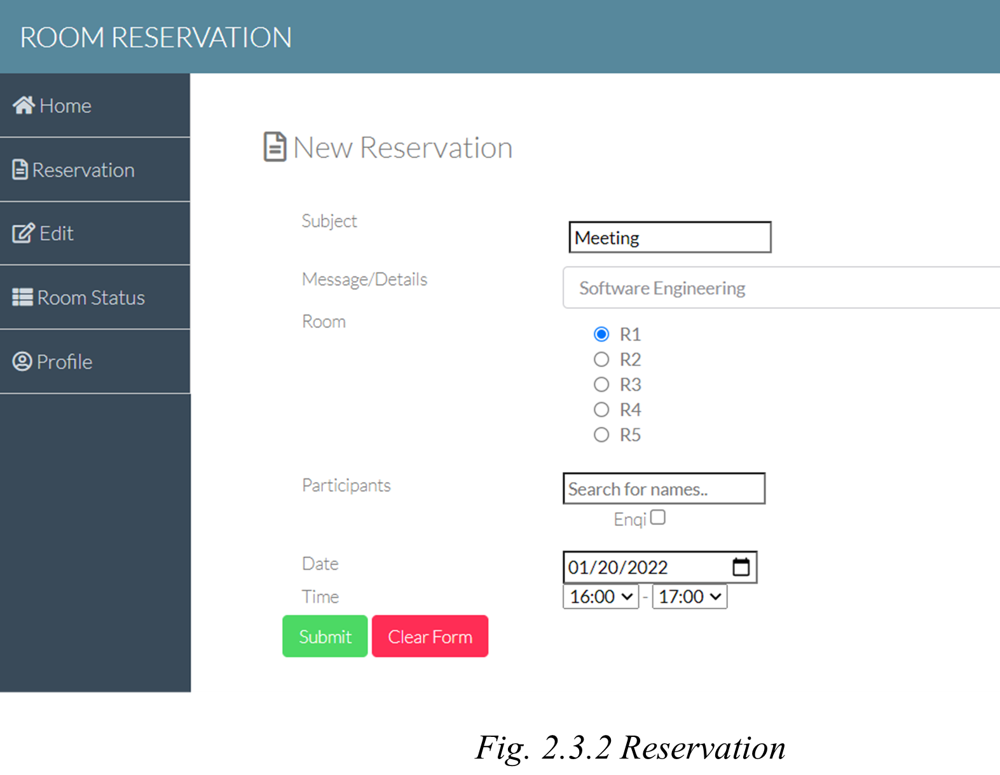 ROOM RESERVATION
Home
Reservation
Edit
Room Status
Profile
New Reservation
Subject
Meeting
Message/Details
Software Engineering
Room
R1
R2
R3
R4
R5
Participants
Search for names..
Enqi
Date
01/20/2022
Time
16:00 - 17:00
Submit Clear Form
Fig. 2.3.2 Reservation